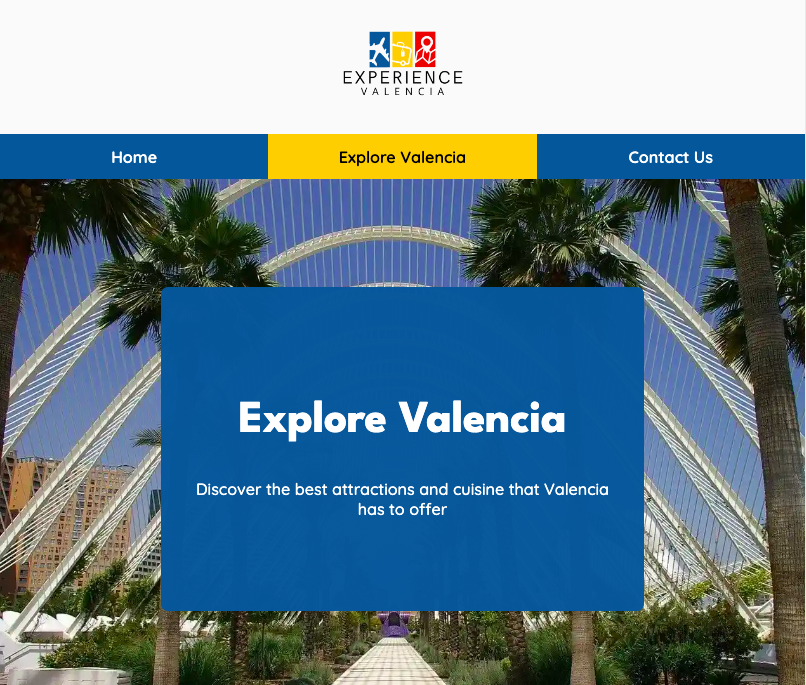 EXPERIENCE
VALENCIA
Home
Explore Valencia
Contact Us
Explore Valencia
Discover the best attractions and cuisine that Valencia
has to offer